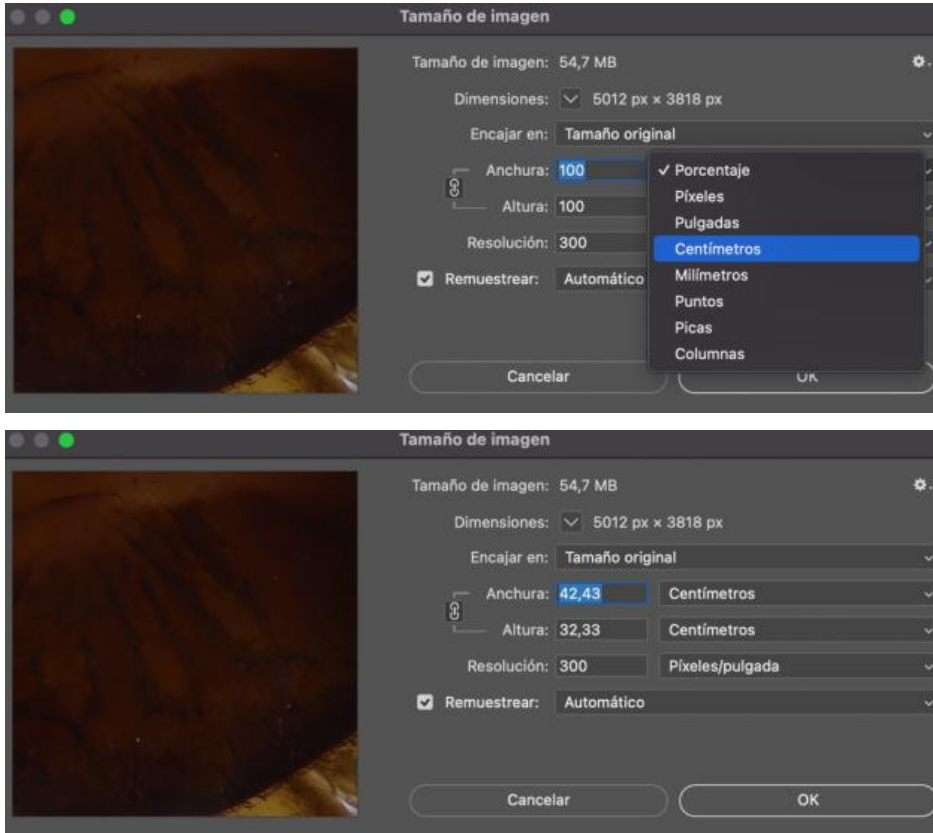 Tamaño de imagen
Tamaño de imagen: 54,7 MB
Dimensiones: 5012 px × 3818 px
Encajar en: Tamaño original
Anchura: 100
Altura: 100
Resolución: 300
Remuestrear: Automático
Porcentaje
Píxeles
Pulgadas
Centímetros
Milímetros
Puntos
Picas
Columnas
Cancelar OK
Tamaño de imagen
Tamaño de imagen: 54,7 MB
Dimensiones: 5012 px × 3818 px
Encajar en: Tamaño original
Anchura: 42,43 Centímetros
Altura: 32,33 Centímetros
Resolución: 300 Píxeles/pulgada
Remuestrear: Automático
Cancelar OK